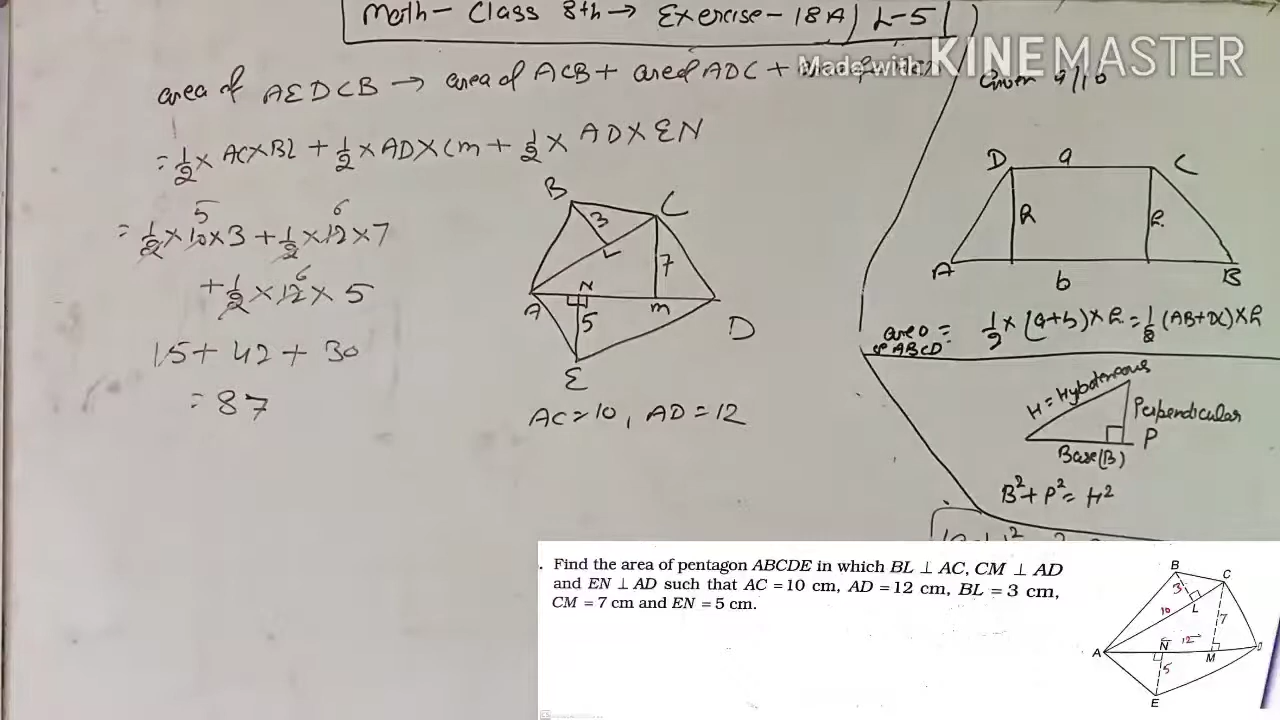 Math - Class 8th → Exercise - 18A) L-5
Made with KINEMASTER
area of AEDCB → area of ACB + area of ADC +
= 1/2 × AC × BL + 1/2 × AD × CM + 1/2 × AD × EN
= 1/2 × 10 × 3 + 1/2 × 12 × 7
5 6
+ 1/2 × 12 × 5
6
15 + 42 + 30
= 87
B
3
C
L
7
N
A
5
m
D
E
AC = 10, AD = 12
D a C
h h
A b B
area of ABCD = 1/2 × (a+b) × h = 1/2 (AB+DC) × h
H = Hypotenous
Perpendicular
P
Base(B)
B² + P² = H²
. Find the area of pentagon ABCDE in which BL ⊥ AC, CM ⊥ AD
and EN ⊥ AD such that AC = 10 cm, AD = 12 cm, BL = 3 cm,
CM = 7 cm and EN = 5 cm.
B
C
3
10
L
7
A
N
12
M
D
5
E